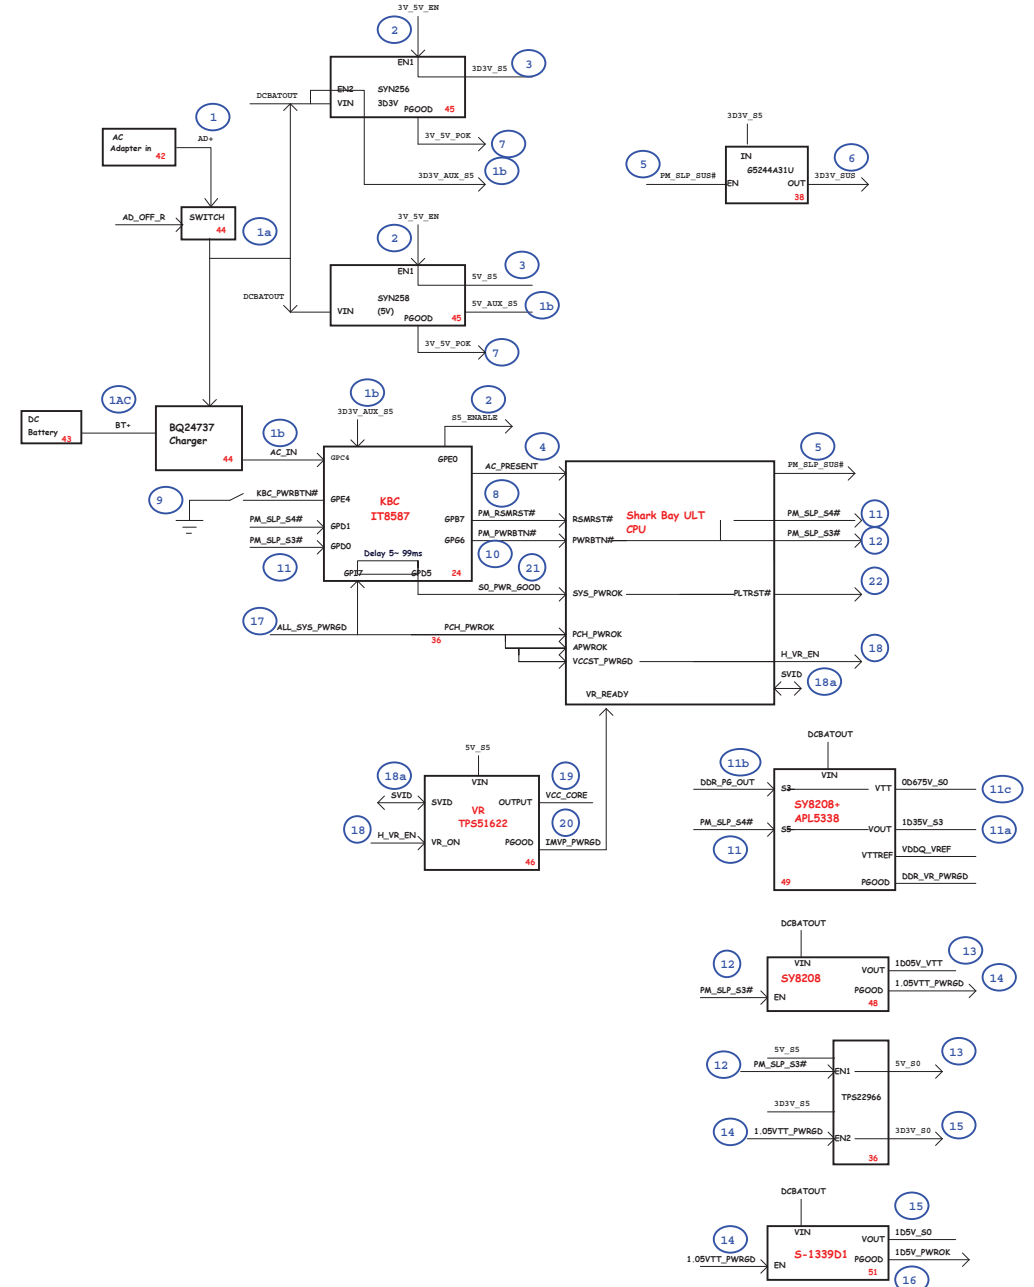 3V_5V_EN
2
EN1
3D3V_S5
3
EN2
SYN256
DCBATOUT
VIN
3D3V
PGOOD
45
3V_5V_POK
7
3D3V_AUX_S5
1b
1
AC
Adapter in
42
AD+
AD_OFF_R
SWITCH
44
1a
3D3V_S5
IN
G5244A31U
5
PM_SLP_SUS#
EN
OUT
6
3D3V_SUS
38
3V_5V_EN
2
EN1
5V_S5
3
DCBATOUT
VIN
SYN258
(5V)
5V_AUX_S5
1b
PGOOD
45
3V_5V_POK
7
DC
Battery
43
1AC
BT+
BQ24737
Charger
44
1b
AC_IN
1b
3D3V_AUX_S5
2
S5_ENABLE
GPC4
GPE0
4
AC_PRESENT
5
PM_SLP_SUS#
9
KBC_PWRBTN#
GPE4
KBC
IT8587
8
PM_RSMRST#
GPB7
RSMRST#
Shark Bay ULT
CPU
PM_SLP_S4#
11
PM_SLP_S4#
GPD1
PM_PWRBTN#
GPG6
PWRBTN#
PM_SLP_S3#
12
PM_SLP_S3#
GPD0
Delay 5~ 99ms
10
11
GPI7
GPD5
24
21
S0_PWR_GOOD
SYS_PWROK
PLTRST#
22
17
ALL_SYS_PWRGD
PCH_PWROK
36
PCH_PWROK
APWROK
VCCST_PWRGD
H_VR_EN
18
SVID
18a
VR_READY
5V_S5
VIN
18a
SVID
SVID
OUTPUT
19
VCC_CORE
VR
TPS51622
18
H_VR_EN
VR_ON
PGOOD
20
IMVP_PWRGD
46
DCBATOUT
VIN
11b
DDR_PG_OUT
S3
VTT
0D675V_S0
11c
SY8208+
APL5338
PM_SLP_S4#
S5
VOUT
1D35V_S3
11a
11
VTTREF
VDDQ_VREF
49
PGOOD
DDR_VR_PWRGD
DCBATOUT
VIN
12
SY8208
VOUT
1D05V_VTT
13
PM_SLP_S3#
EN
PGOOD
1.05VTT_PWRGD
14
48
5V_S5
12
PM_SLP_S3#
EN1
5V_S0
13
TPS22966
3D3V_S5
14
1.05VTT_PWRGD
EN2
3D3V_S0
15
36
DCBATOUT
VIN
15
14
VOUT
1D5V_S0
S-1339D1
1.05VTT_PWRGD
EN
PGOOD
1D5V_PWROK
51
16